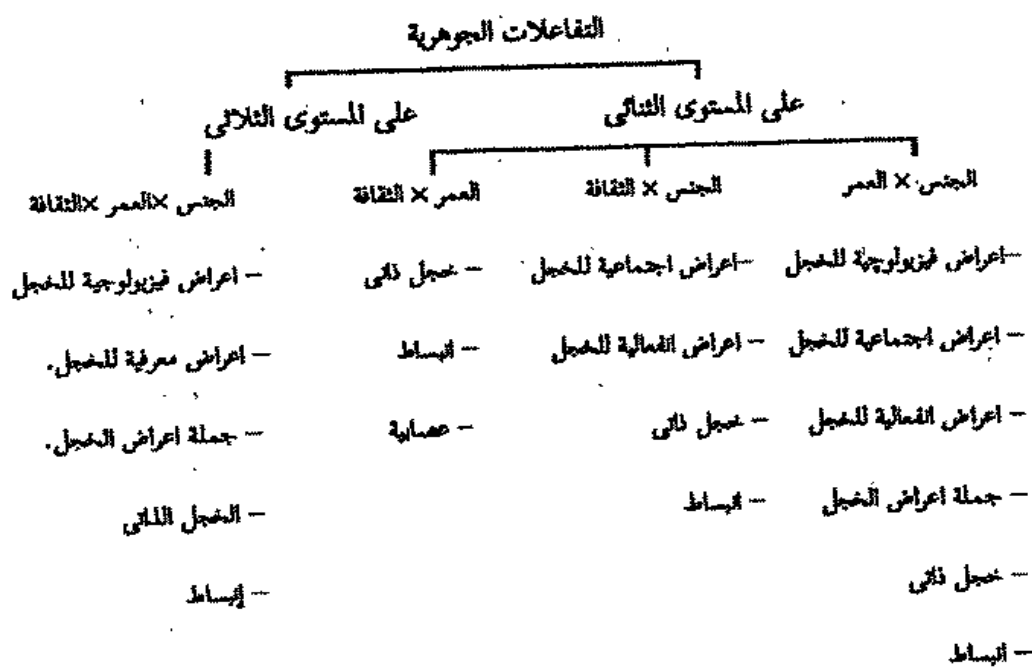 التفاعلات الجوهرية
على المستوى الثنائى
على المستوى الثلاثى
الجنس × العمر
الجنس × الثقافة
العمر × الثقافة
الجنس ×العمر ×الثقافة
–اعراض فيزيولوجية للخجل
–اعراض اجتماعية للخجل
– خجل ذاتى
– اعراض فيزيولوجية للخجل
– اعراض اجتماعية للخجل
– اعراض انفعالية للخجل
– انبساط
– اعراض معرفية للخجل.
– اعراض انفعالية للخجل
– خجل ذاتى
– عصابية
– جملة اعراض الخجل.
– جملة اعراض الخجل
– انبساط
– الخجل الذاتى
– خجل ذاتى
– إنبساط
– انبساط